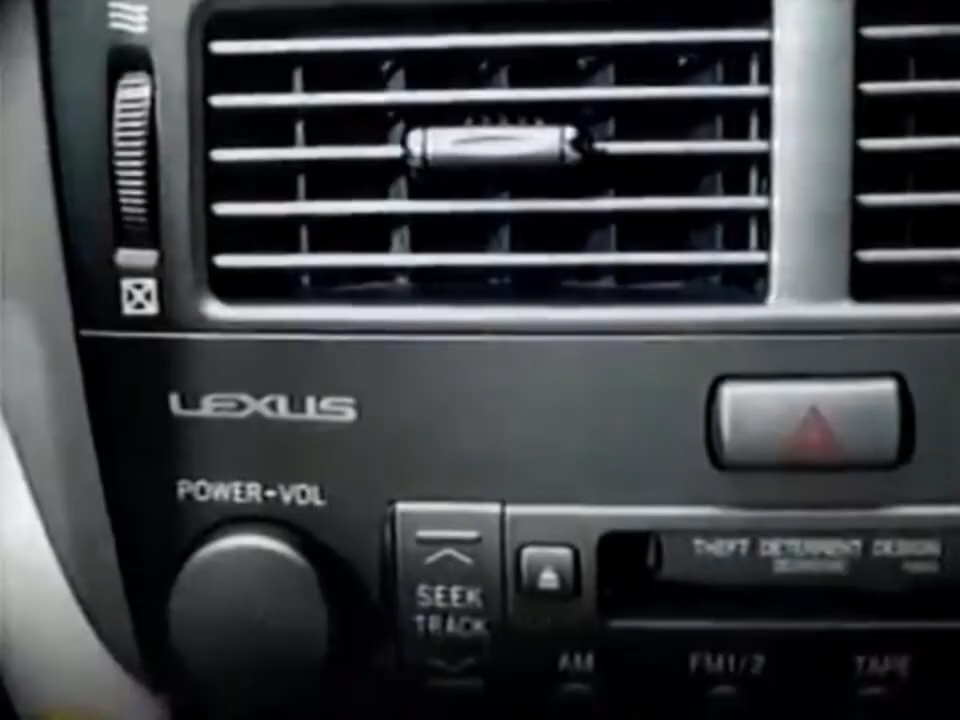 LEXUS
POWER-VOL
THEFT DETERRENT DESIGN
SEEK
TRACK
AM FM1/2 TAPE